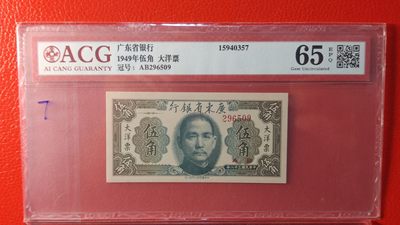 ACG
AI CANG GUARANTY
广东省银行
1949年伍角 大洋票
冠号: AB296509
15940357
65 EPQ
Gem Uncirculated
7
行銀省東廣
296509
大洋票
伍角
伍角
大洋票